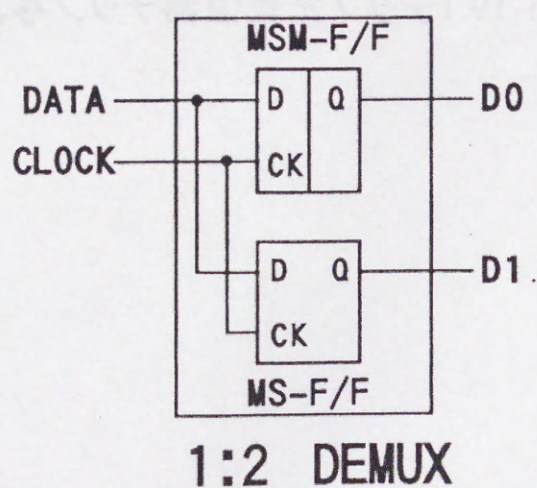 MSM-F/F
DATA
D Q
D0
CLOCK
CK
D Q
D1
CK
MS-F/F
1:2 DEMUX